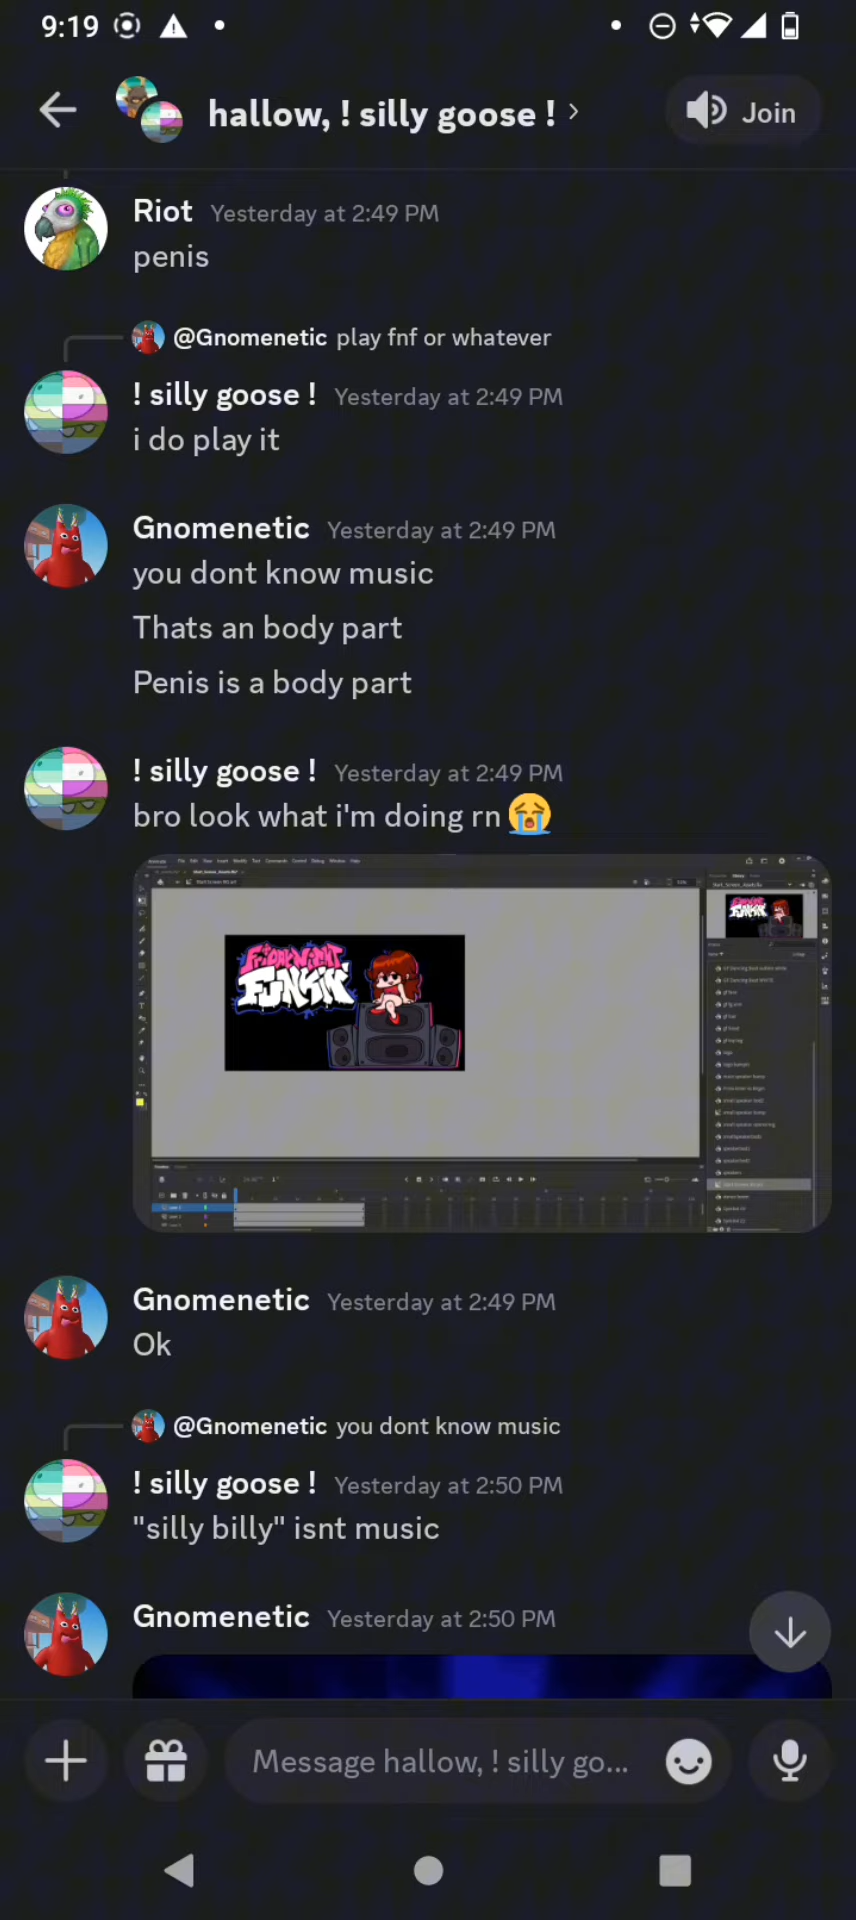 9:19
hallow, ! silly goose ! ›
Join
Riot Yesterday at 2:49 PM
penis
@Gnomenetic play fnf or whatever
! silly goose ! Yesterday at 2:49 PM
i do play it
Gnomenetic Yesterday at 2:49 PM
you dont know music
Thats an body part
Penis is a body part
! silly goose ! Yesterday at 2:49 PM
bro look what i'm doing rn 😭
FRIDAY NIGHT
FUNKIN'
Gnomenetic Yesterday at 2:49 PM
Ok
@Gnomenetic you dont know music
! silly goose ! Yesterday at 2:50 PM
"silly billy" isnt music
Gnomenetic Yesterday at 2:50 PM
Message hallow, ! silly go...